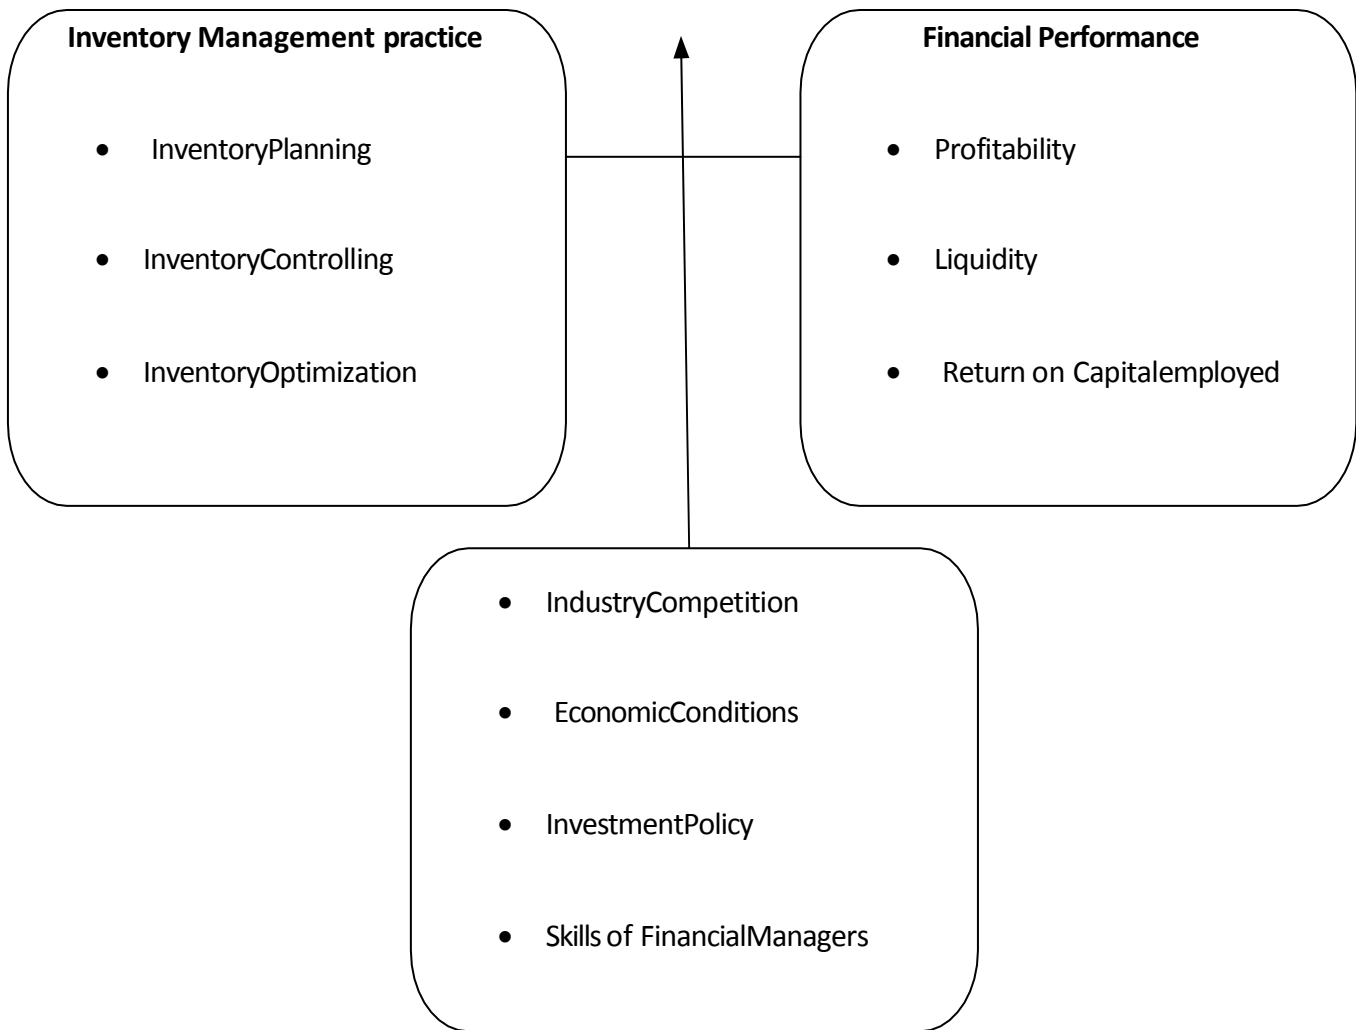 Inventory Management practice
• InventoryPlanning
• InventoryControlling
• InventoryOptimization
Financial Performance
• Profitability
• Liquidity
• Return on Capitalemployed
• IndustryCompetition
• EconomicConditions
• InvestmentPolicy
• Skills of FinancialManagers